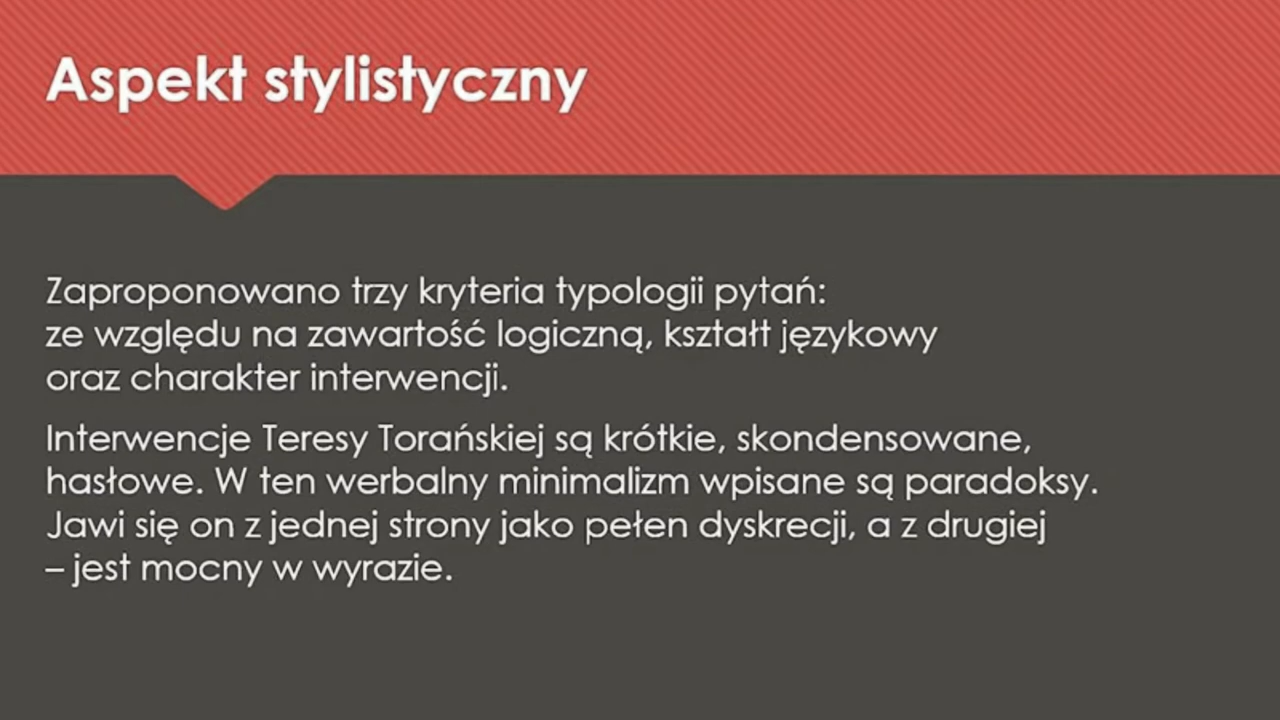 Aspekt stylistyczny
Zaproponowano trzy kryteria typologii pytań:
ze względu na zawartość logiczną, kształt językowy
oraz charakter interwencji.
Interwencje Teresy Torańskiej są krótkie, skondensowane,
hasłowe. W ten werbalny minimalizm wpisane są paradoksy.
Jawi się on z jednej strony jako pełen dyskrecji, a z drugiej
– jest mocny w wyrazie.